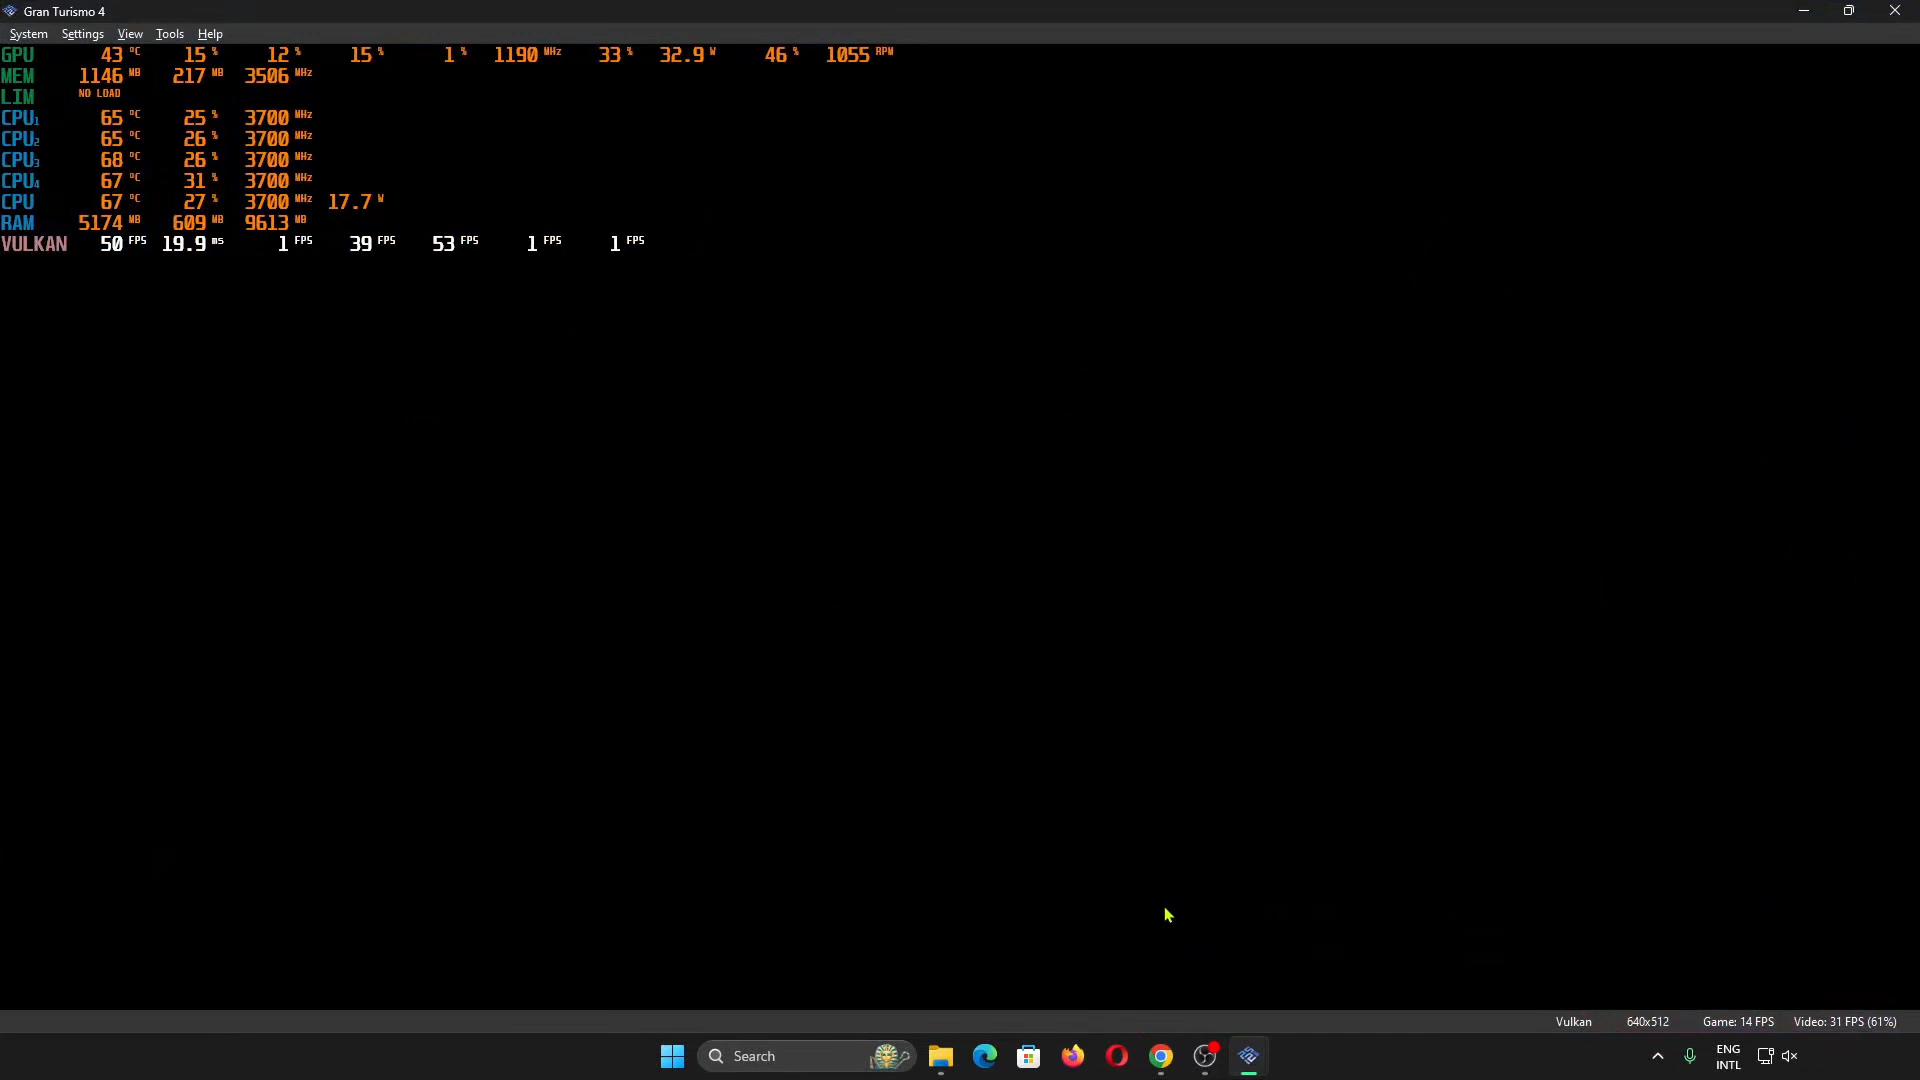 Gran Turismo 4
System Settings View Tools Help
GPU 43 °C 15 % 12 % 15 % 1 % 1190 MHz 33 % 32.9 W 46 % 1055 RPM
MEM 1146 MB 217 MB 3506 MHz
LIM NO LOAD
CPU1 65 °C 25 % 3700 MHz
CPU2 65 °C 26 % 3700 MHz
CPU3 68 °C 26 % 3700 MHz
CPU4 67 °C 31 % 3700 MHz
CPU 67 °C 27 % 3700 MHz 17.7 W
RAM 5174 MB 609 MB 9613 MB
VULKAN 50 FPS 19.9 ms 1 FPS 39 FPS 53 FPS 1 FPS 1 FPS
Vulkan 640x512 Game: 14 FPS Video: 31 FPS (61%)
Search ENG
INTL